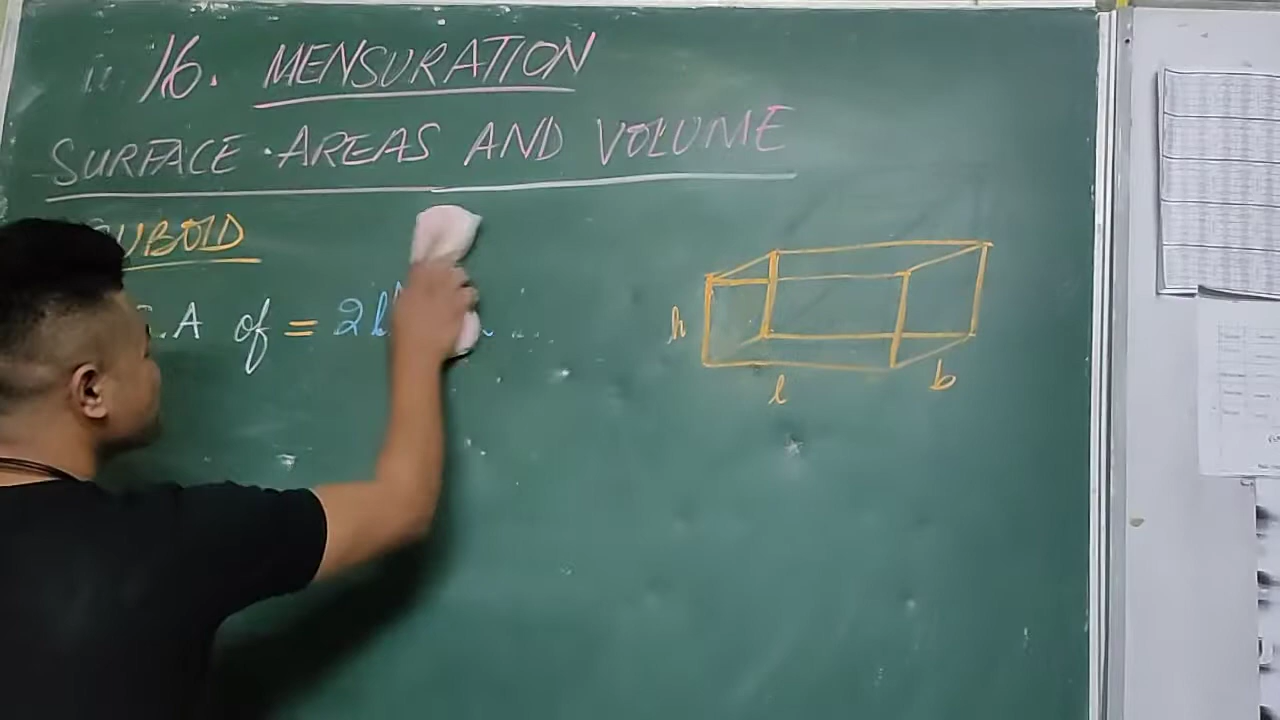 16. MENSURATION
SURFACE AREAS AND VOLUME
UBOID
.A of = 2l
h
l
b